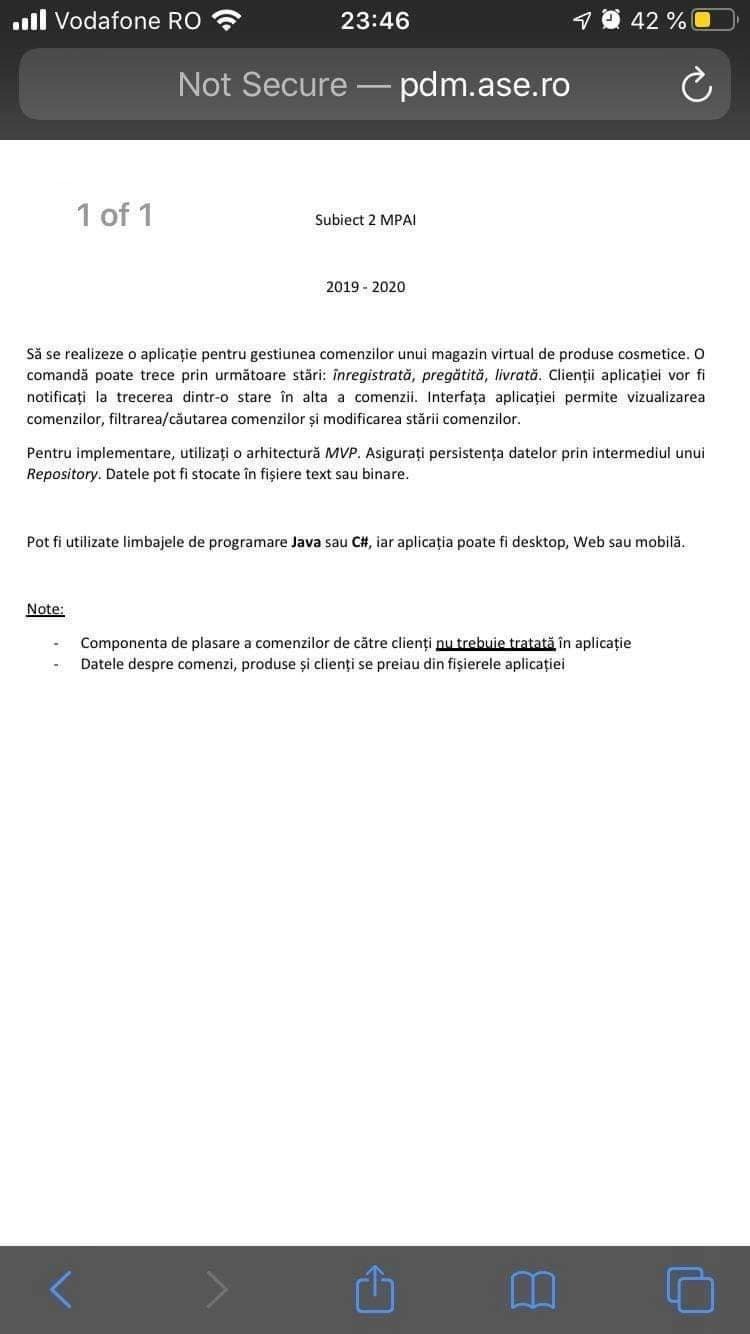 Vodafone RO 23:46 42 %
Not Secure — pdm.ase.ro
1 of 1
Subiect 2 MPAI
2019 - 2020
Să se realizeze o aplicație pentru gestiunea comenzilor unui magazin virtual de produse cosmetice. O
comandă poate trece prin următoare stări: înregistrată, pregătită, livrată. Clienții aplicației vor fi
notificați la trecerea dintr-o stare în alta a comenzii. Interfața aplicației permite vizualizarea
comenzilor, filtrarea/căutarea comenzilor și modificarea stării comenzilor.
Pentru implementare, utilizați o arhitectură MVP. Asigurați persistența datelor prin intermediul unui
Repository. Datele pot fi stocate în fișiere text sau binare.
Pot fi utilizate limbajele de programare Java sau C#, iar aplicația poate fi desktop, Web sau mobilă.
Note:
- Componenta de plasare a comenzilor de către clienți nu trebuie tratată în aplicație
- Datele despre comenzi, produse și clienți se preiau din fișierele aplicației